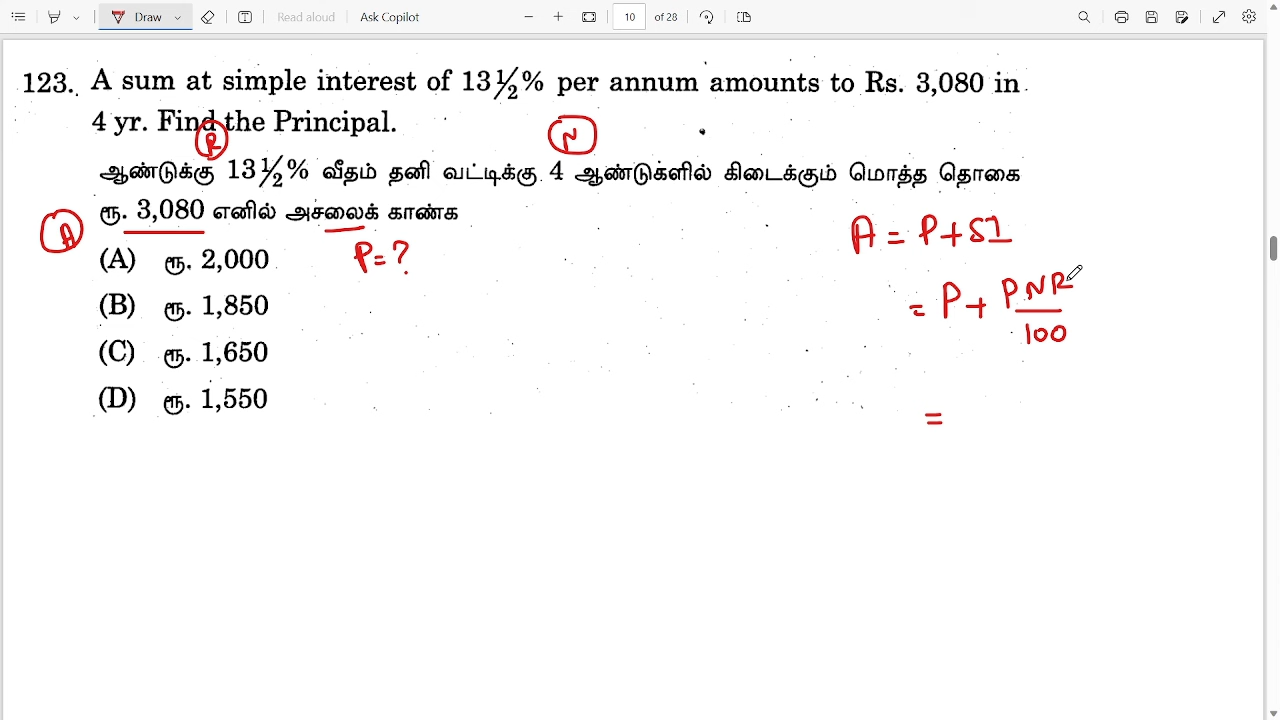 Draw
Read aloud
Ask Copilot
10
of 28
123. A sum at simple interest of 13½% per annum amounts to Rs. 3,080 in
4 yr. Find the Principal.
R
N
ஆண்டுக்கு 13½% வீதம் தனி வட்டிக்கு 4 ஆண்டுகளில் கிடைக்கும் மொத்த தொகை
ரூ. 3,080 எனில் அசலைக் காண்க
A
A = P + SI
P = ?
(A) ரூ. 2,000
= P + PNR
100
(B) ரூ. 1,850
(C) ரூ. 1,650
(D) ரூ. 1,550
=